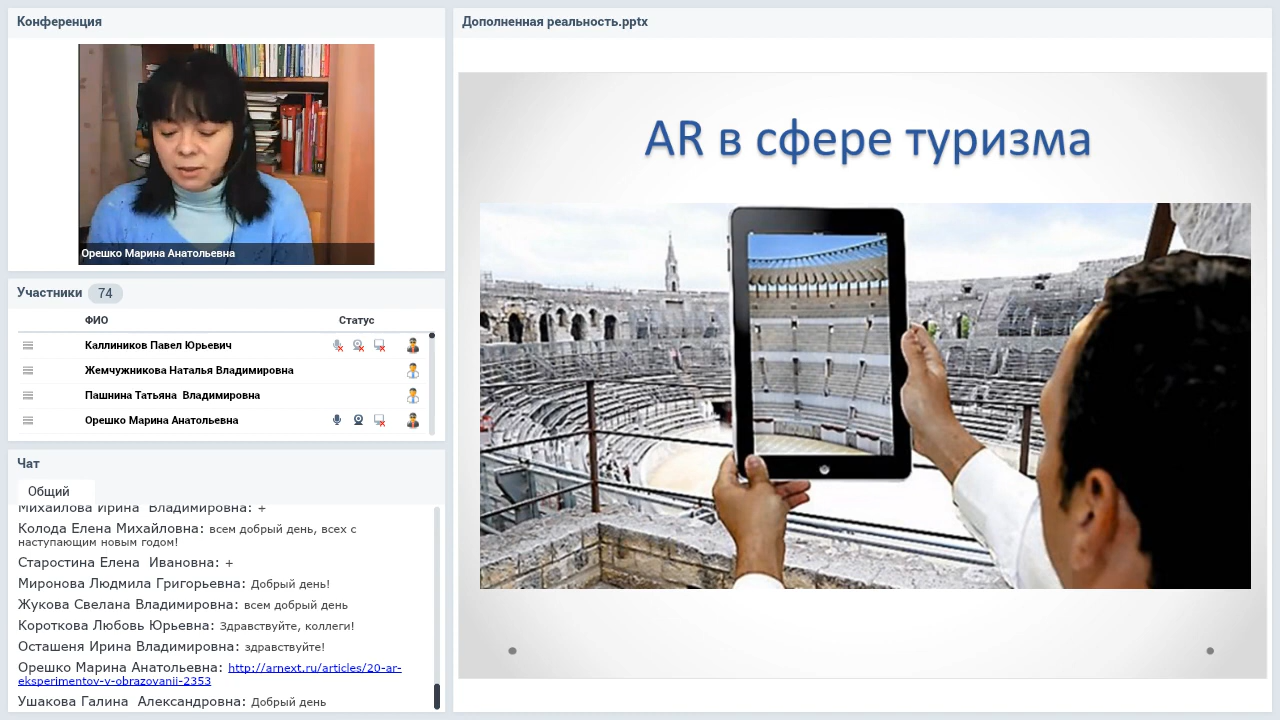 Конференция
Орешко Марина Анатольевна
Участники 74
ФИО Статус
Каллиников Павел Юрьевич
Жемчужникова Наталья Владимировна
Пашнина Татьяна Владимировна
Орешко Марина Анатольевна
Чат
Общий
Михайлова Ирина Владимировна: +
Колода Елена Михайловна: всем добрый день, всех с
наступающим новым годом!
Старостина Елена Ивановна: +
Миронова Людмила Григорьевна: Добрый день!
Жукова Свелана Владимировна: всем добрый день
Короткова Любовь Юрьевна: Здравствуйте, коллеги!
Осташеня Ирина Владимировна: здравствуйте!
Орешко Марина Анатольевна: http://arnext.ru/articles/20-ar-
eksperimentov-v-obrazovanii-2353
Ушакова Галина Александровна: Добрый день
Дополненная реальность.pptx
AR в сфере туризма